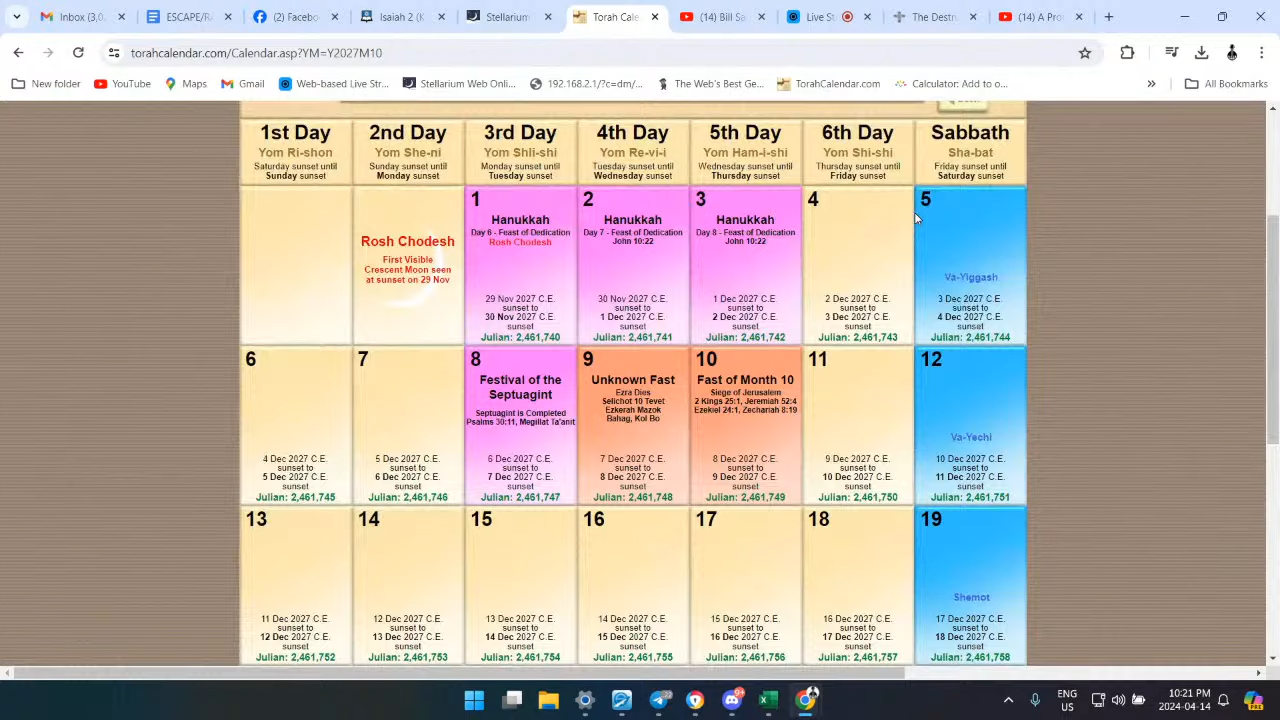 Inbox (3,0
ESCAPE/RA
(2) Faceboo
Isaiah 2 (K
Stellarium
Torah Cale
(14) Bill Sa
Live St
The Destr
(14) A Pro
torahcalendar.com/Calendar.asp?YM=Y2027M10
New folder
YouTube
Maps
Gmail
Web-based Live Str...
Stellarium Web Onli...
192.168.2.1/?c=dm/...
The Web's Best Ge...
TorahCalendar.com
Calculator: Add to o...
All Bookmarks
1st Day
Yom Ri-shon
Saturday sunset until
Sunday sunset
2nd Day
Yom She-ni
Sunday sunset until
Monday sunset
3rd Day
Yom Shli-shi
Monday sunset until
Tuesday sunset
4th Day
Yom Re-vi-i
Tuesday sunset until
Wednesday sunset
5th Day
Yom Ham-i-shi
Wednesday sunset until
Thursday sunset
6th Day
Yom Shi-shi
Thursday sunset until
Friday sunset
Sabbath
Sha-bat
Friday sunset until
Saturday sunset
Rosh Chodesh
First Visible
Crescent Moon seen
at sunset on 29 Nov
1
Hanukkah
Day 6 - Feast of Dedication
Rosh Chodesh
29 Nov 2027 C.E.
sunset to
30 Nov 2027 C.E.
sunset
Julian: 2,461,740
2
Hanukkah
Day 7 - Feast of Dedication
John 10:22
30 Nov 2027 C.E.
sunset to
1 Dec 2027 C.E.
sunset
Julian: 2,461,741
3
Hanukkah
Day 8 - Feast of Dedication
John 10:22
1 Dec 2027 C.E.
sunset to
2 Dec 2027 C.E.
sunset
Julian: 2,461,742
4
2 Dec 2027 C.E.
sunset to
3 Dec 2027 C.E.
sunset
Julian: 2,461,743
5
Va-Yiggash
3 Dec 2027 C.E.
sunset to
4 Dec 2027 C.E.
sunset
Julian: 2,461,744
6
4 Dec 2027 C.E.
sunset to
5 Dec 2027 C.E.
sunset
Julian: 2,461,745
7
5 Dec 2027 C.E.
sunset to
6 Dec 2027 C.E.
sunset
Julian: 2,461,746
8
Festival of the
Septuagint
Septuagint is Completed
Psalms 30:11, Megillat Ta'anit
6 Dec 2027 C.E.
sunset to
7 Dec 2027 C.E.
sunset
Julian: 2,461,747
9
Unknown Fast
Ezra Dies
Selichot 10 Tevet
Ezkerah Mazok
Bahag, Kol Bo
7 Dec 2027 C.E.
sunset to
8 Dec 2027 C.E.
sunset
Julian: 2,461,748
10
Fast of Month 10
Siege of Jerusalem
2 Kings 25:1, Jeremiah 52:4
Ezekiel 24:1, Zechariah 8:19
8 Dec 2027 C.E.
sunset to
9 Dec 2027 C.E.
sunset
Julian: 2,461,749
11
9 Dec 2027 C.E.
sunset to
10 Dec 2027 C.E.
sunset
Julian: 2,461,750
12
Va-Yechi
10 Dec 2027 C.E.
sunset to
11 Dec 2027 C.E.
sunset
Julian: 2,461,751
13
11 Dec 2027 C.E.
sunset to
12 Dec 2027 C.E.
sunset
Julian: 2,461,752
14
12 Dec 2027 C.E.
sunset to
13 Dec 2027 C.E.
sunset
Julian: 2,461,753
15
13 Dec 2027 C.E.
sunset to
14 Dec 2027 C.E.
sunset
Julian: 2,461,754
16
14 Dec 2027 C.E.
sunset to
15 Dec 2027 C.E.
sunset
Julian: 2,461,755
17
15 Dec 2027 C.E.
sunset to
16 Dec 2027 C.E.
sunset
Julian: 2,461,756
18
16 Dec 2027 C.E.
sunset to
17 Dec 2027 C.E.
sunset
Julian: 2,461,757
19
Shemot
17 Dec 2027 C.E.
sunset to
18 Dec 2027 C.E.
sunset
Julian: 2,461,758
ENG
US
10:21 PM
2024-04-14